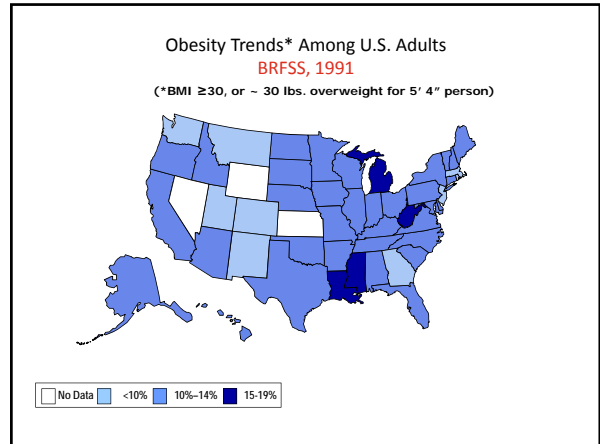 Obesity Trends* Among U.S. Adults
BRFSS, 1991
(*BMI ≥30, or ~ 30 lbs. overweight for 5' 4" person)
No Data <10% 10%–14% 15-19%